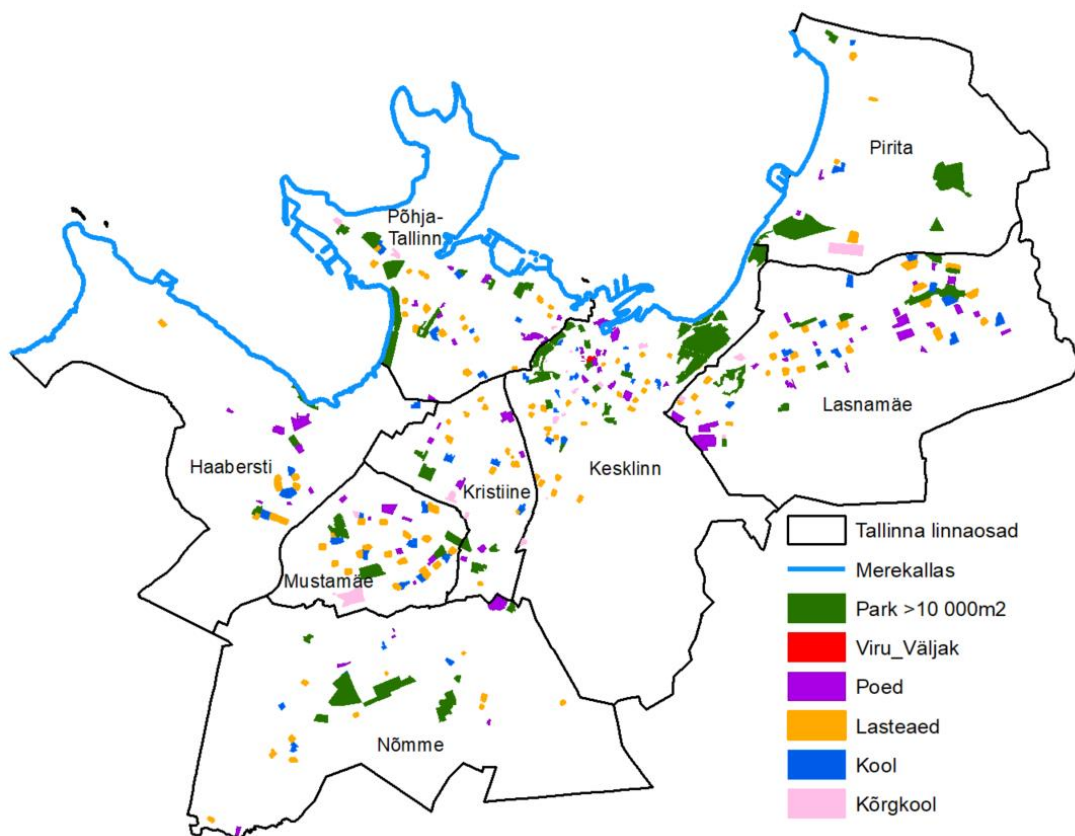 Pirita
Põhja-
Tallinn
Lasnamäe
Haabersti
Kesklinn
Kristiine
Mustamäe
Nõmme
Tallinna linnaosad
Merekallas
Park >10 000m2
Viru_Väljak
Poed
Lasteaed
Kool
Kõrgkool